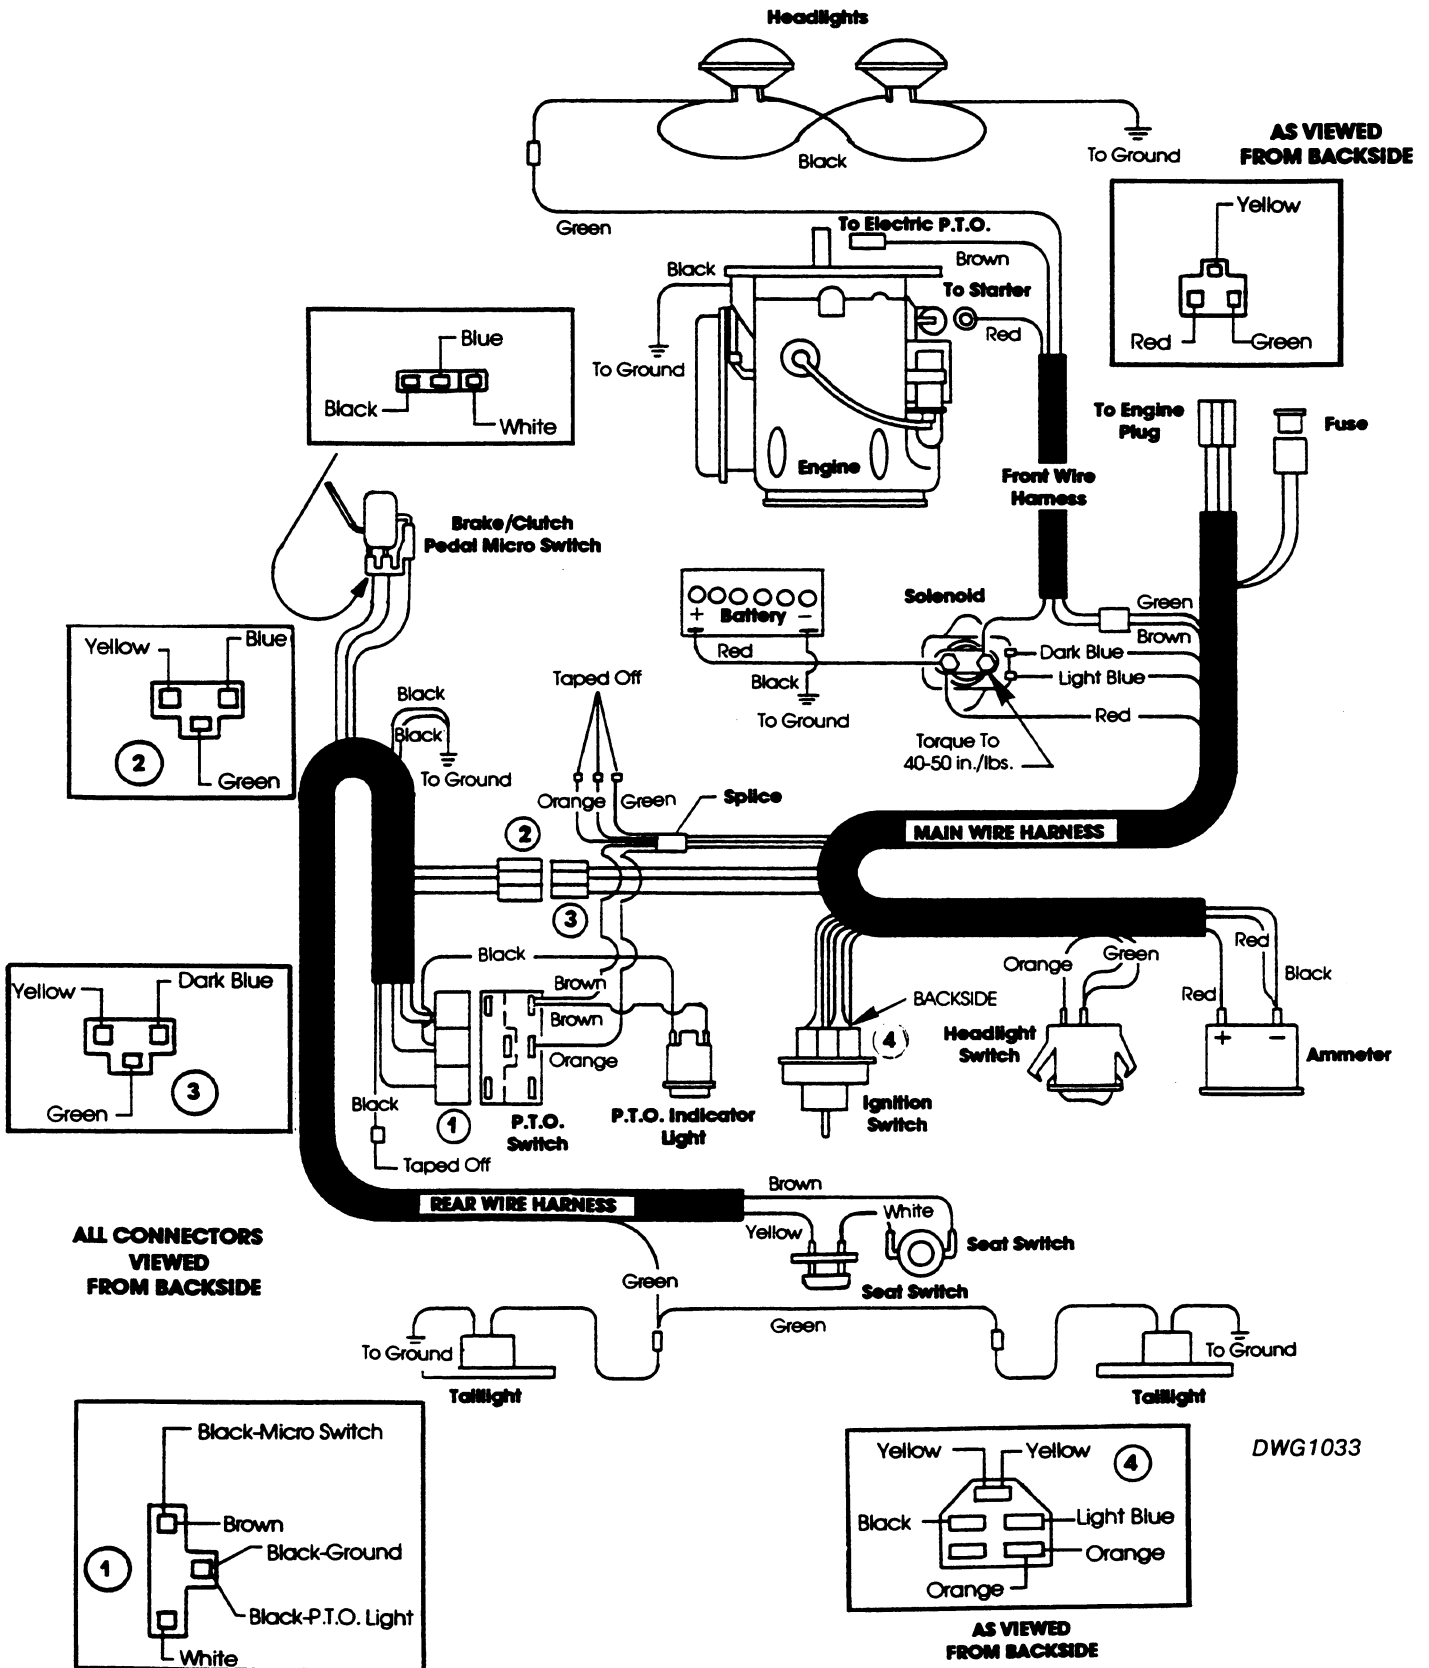 Headlights
Black
To Ground
AS VIEWED
FROM BACKSIDE
Yellow
Red
Green
Green
To Electric P.T.O.
Brown
Black
To Starter
Red
To Ground
Blue
Black
White
To Engine
Plug
Fuse
Engine
Front Wire
Harness
Brake/Clutch
Pedal Micro Switch
Battery
+
−
Red
Black
To Ground
Solenoid
Green
Brown
Dark Blue
Light Blue
Red
Torque To
40-50 in./lbs.
Yellow
Blue
2
Green
Black
Black
To Ground
Taped Off
Orange
Green
Splice
MAIN WIRE HARNESS
2
3
Yellow
Dark Blue
Green
3
Black
Brown
Brown
Orange
Black
Taped Off
1
P.T.O.
Switch
P.T.O. Indicator
Light
BACKSIDE
4
Ignition
Switch
Orange
Green
Headlight
Switch
Red
Black
Red
+
−
Ammeter
REAR WIRE HARNESS
Brown
Yellow
White
Seat Switch
Seat Switch
ALL CONNECTORS
VIEWED
FROM BACKSIDE
Green
Green
To Ground
Taillight
To Ground
Taillight
Black-Micro Switch
Brown
Black-Ground
1
Black-P.T.O. Light
White
Yellow
Yellow
4
Black
Light Blue
Orange
Orange
AS VIEWED
FROM BACKSIDE
DWG1033